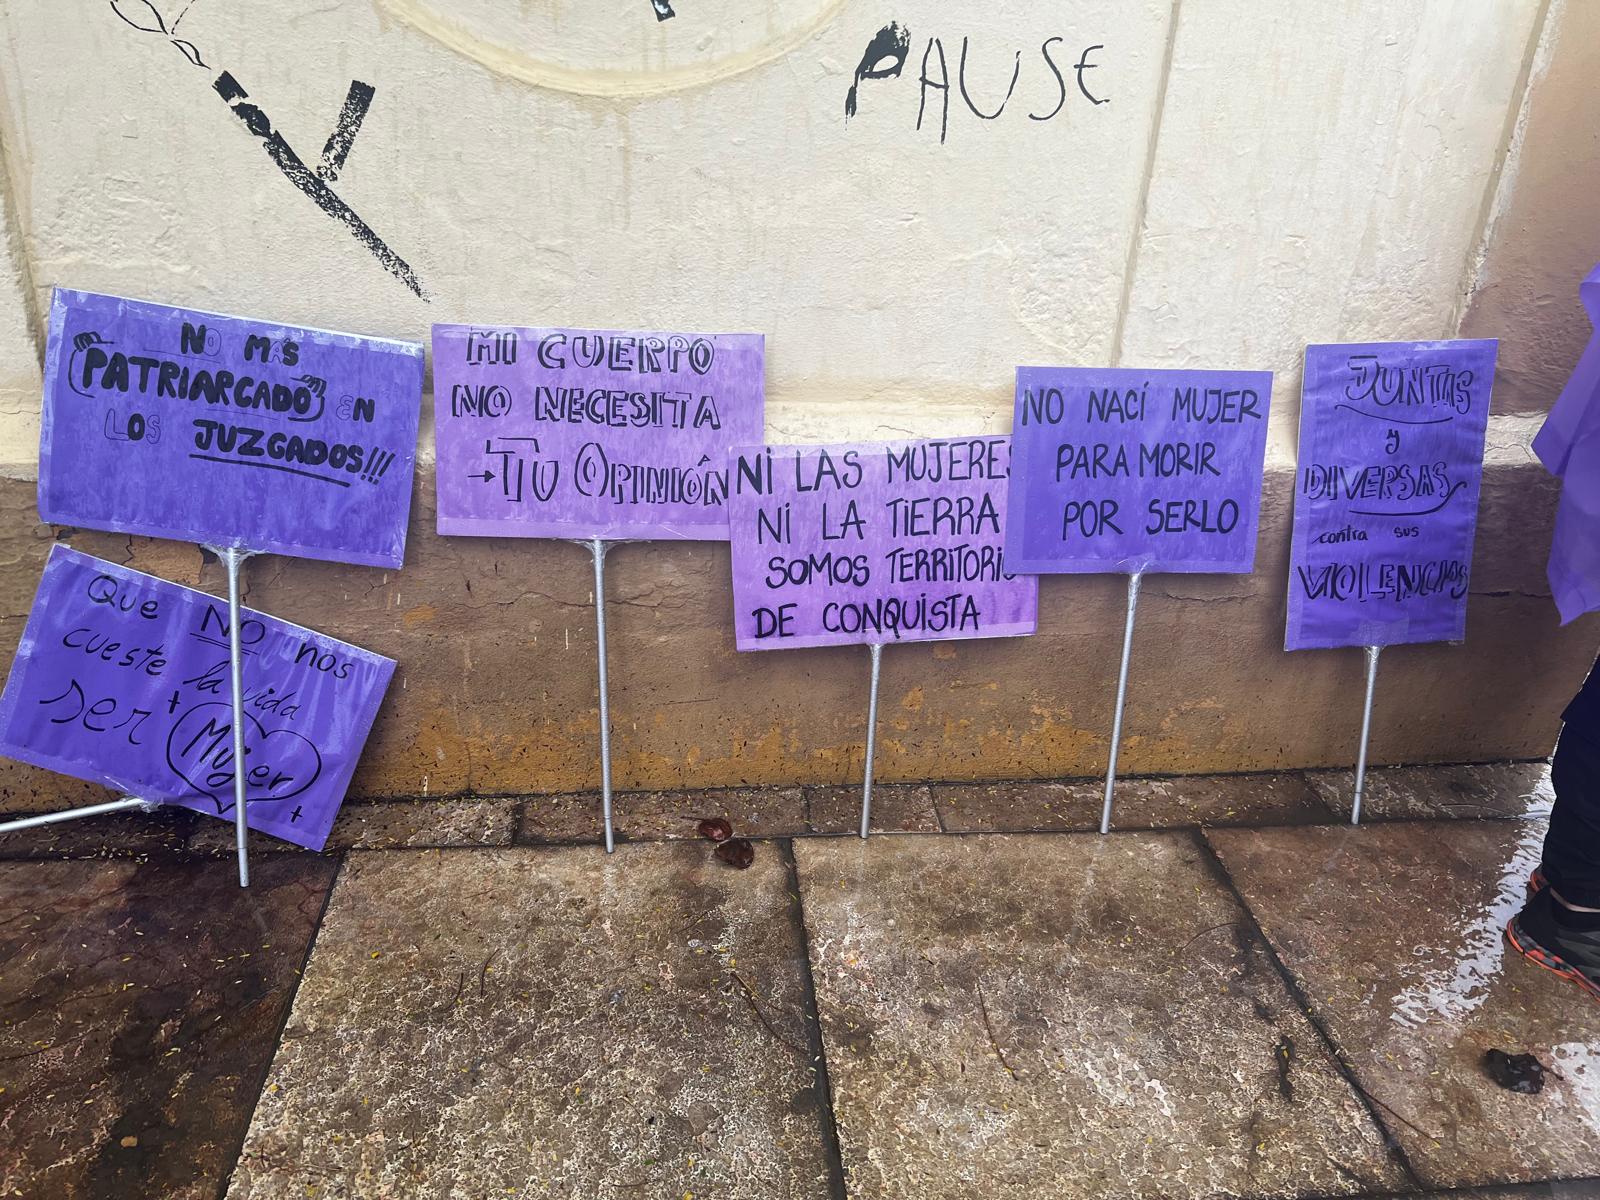 PAUSE
NO MÁS
PATRIARCADO EN
LOS JUZGADOS!!!
MI CUERPO
NO NECESITA
→TU OPINIÓN
NI LAS MUJERES
NI LA TIERRA
SOMOS TERRITORIO
DE CONQUISTA
NO NACÍ MUJER
PARA MORIR
POR SERLO
JUNTAS
y
DIVERSAS
contra sus
VIOLENCIAS
Que NO nos
cueste la vida
ser + Mujer +